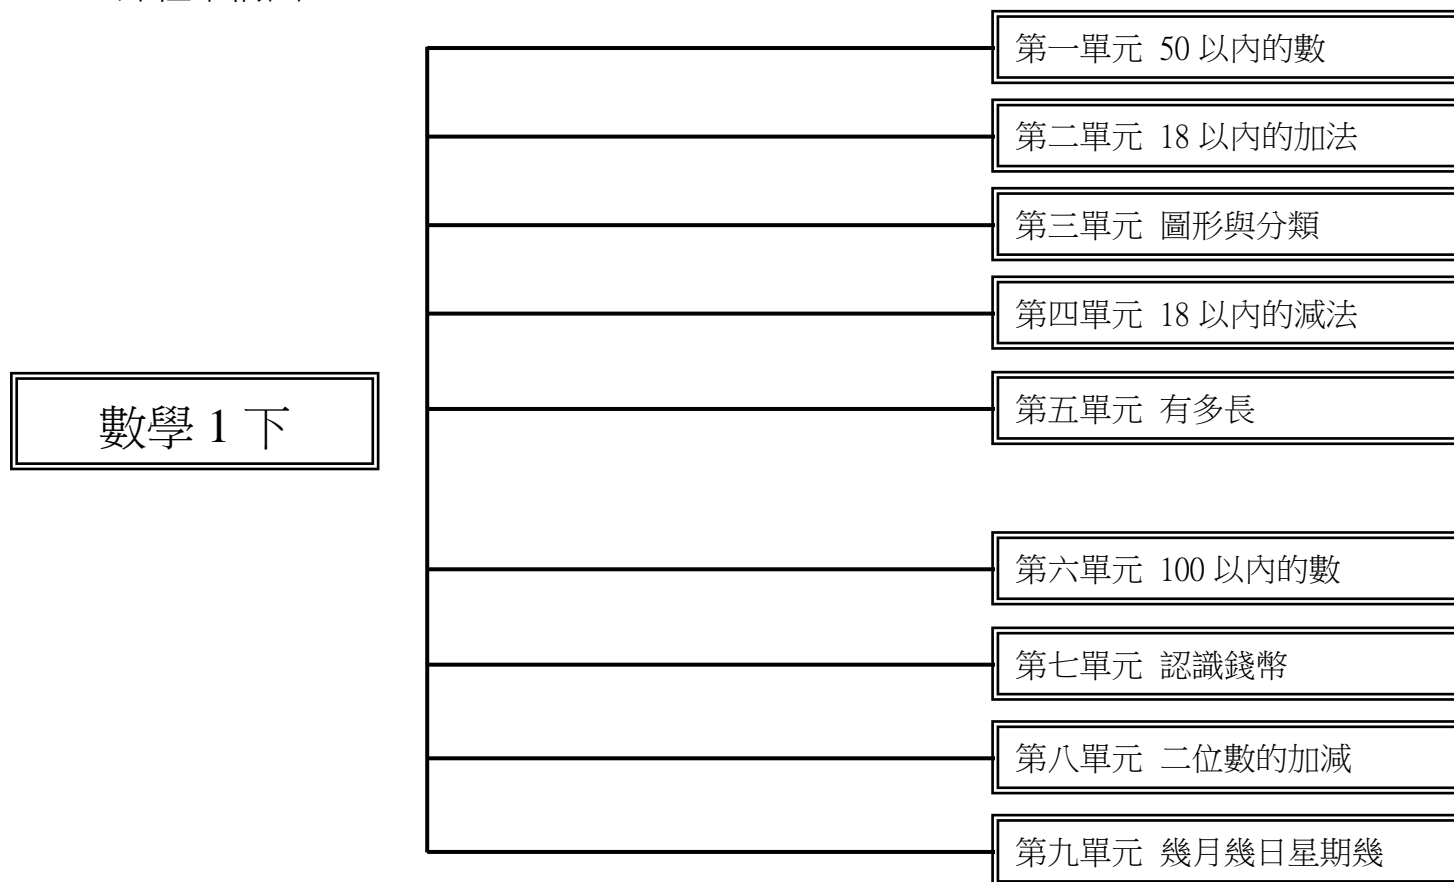 第一單元 50 以內的數
第二單元 18 以內的加法
第三單元 圖形與分類
第四單元 18 以內的減法
數學 1 下
第五單元 有多長
第六單元 100 以內的數
第七單元 認識錢幣
第八單元 二位數的加減
第九單元 幾月幾日星期幾